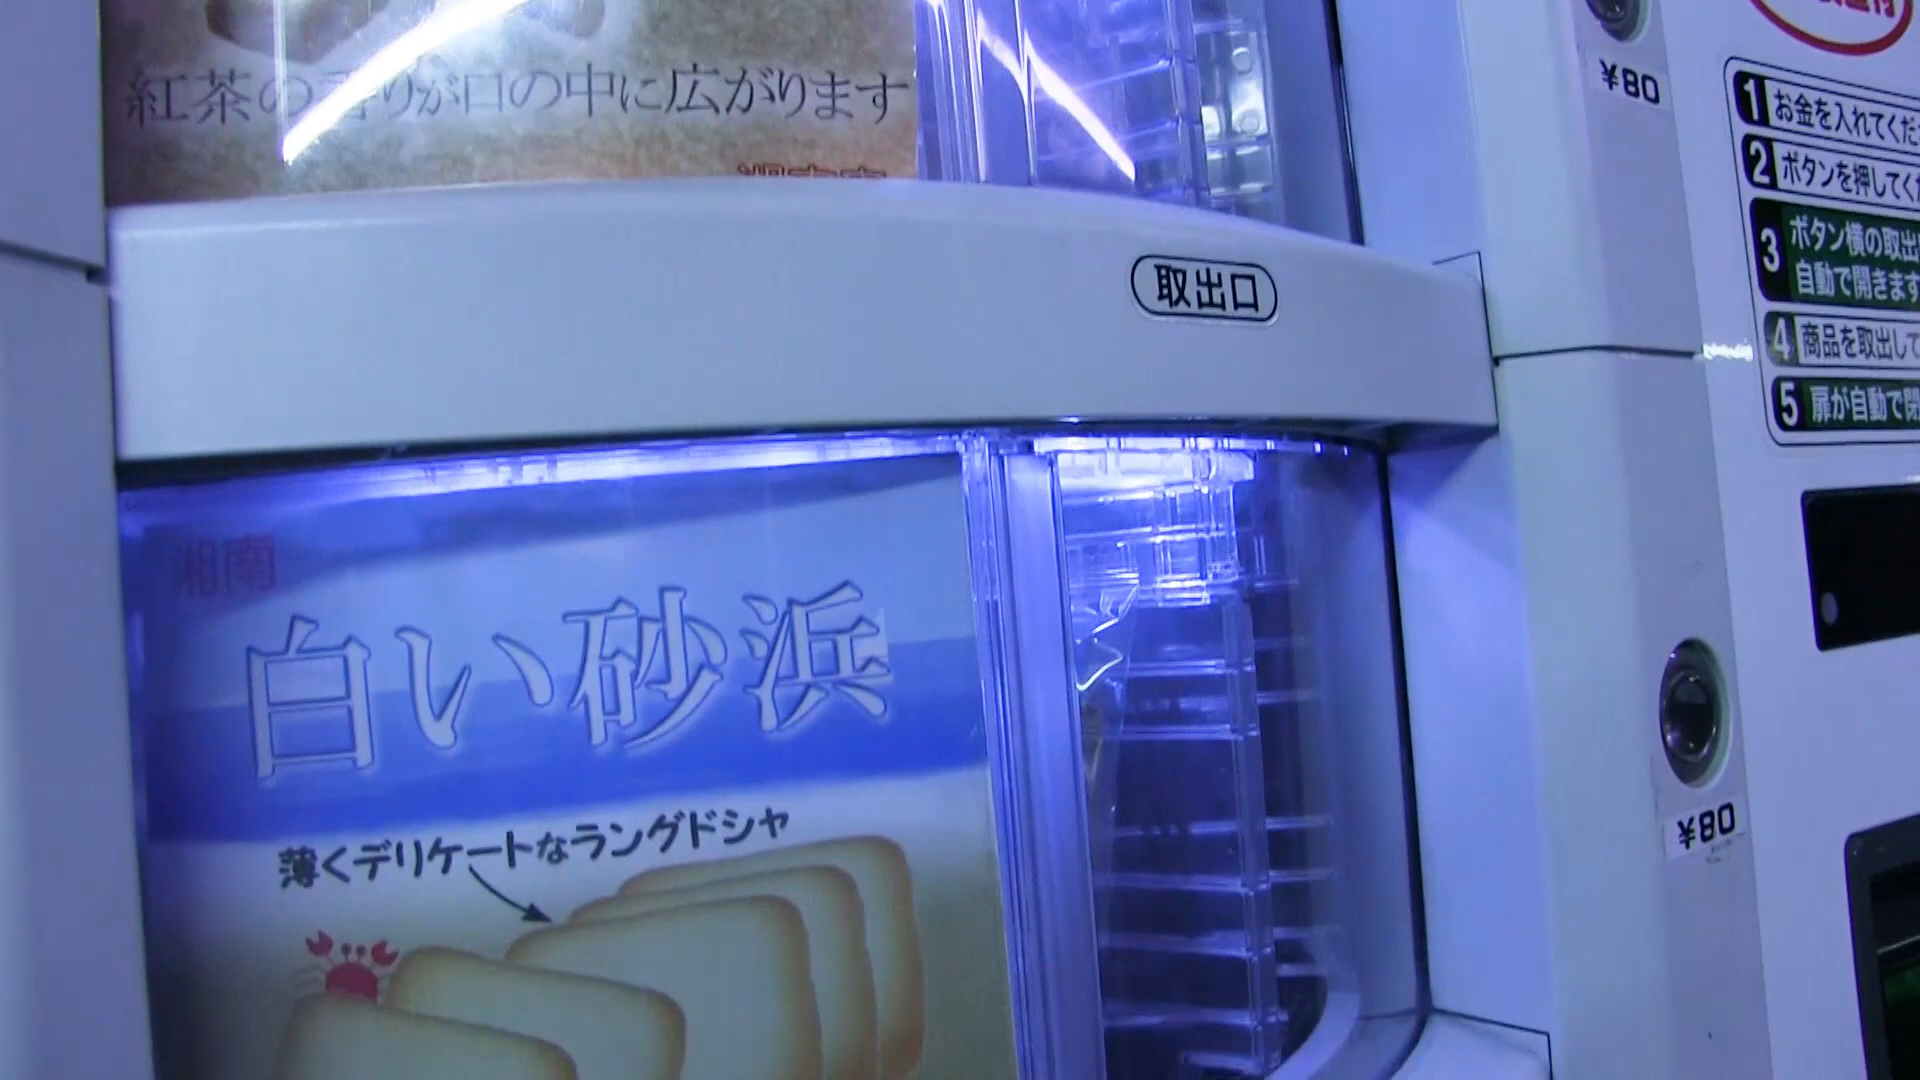 紅茶の香りが口の中に広がります
取出口
湘南
白い砂浜
薄くデリケートなラングドシャ
¥80
1 お金を入れてくだ
2 ボタンを押してく
3 ボタン横の取出
自動で開きます
4 商品を取出して
5 扉が自動で閉
¥80